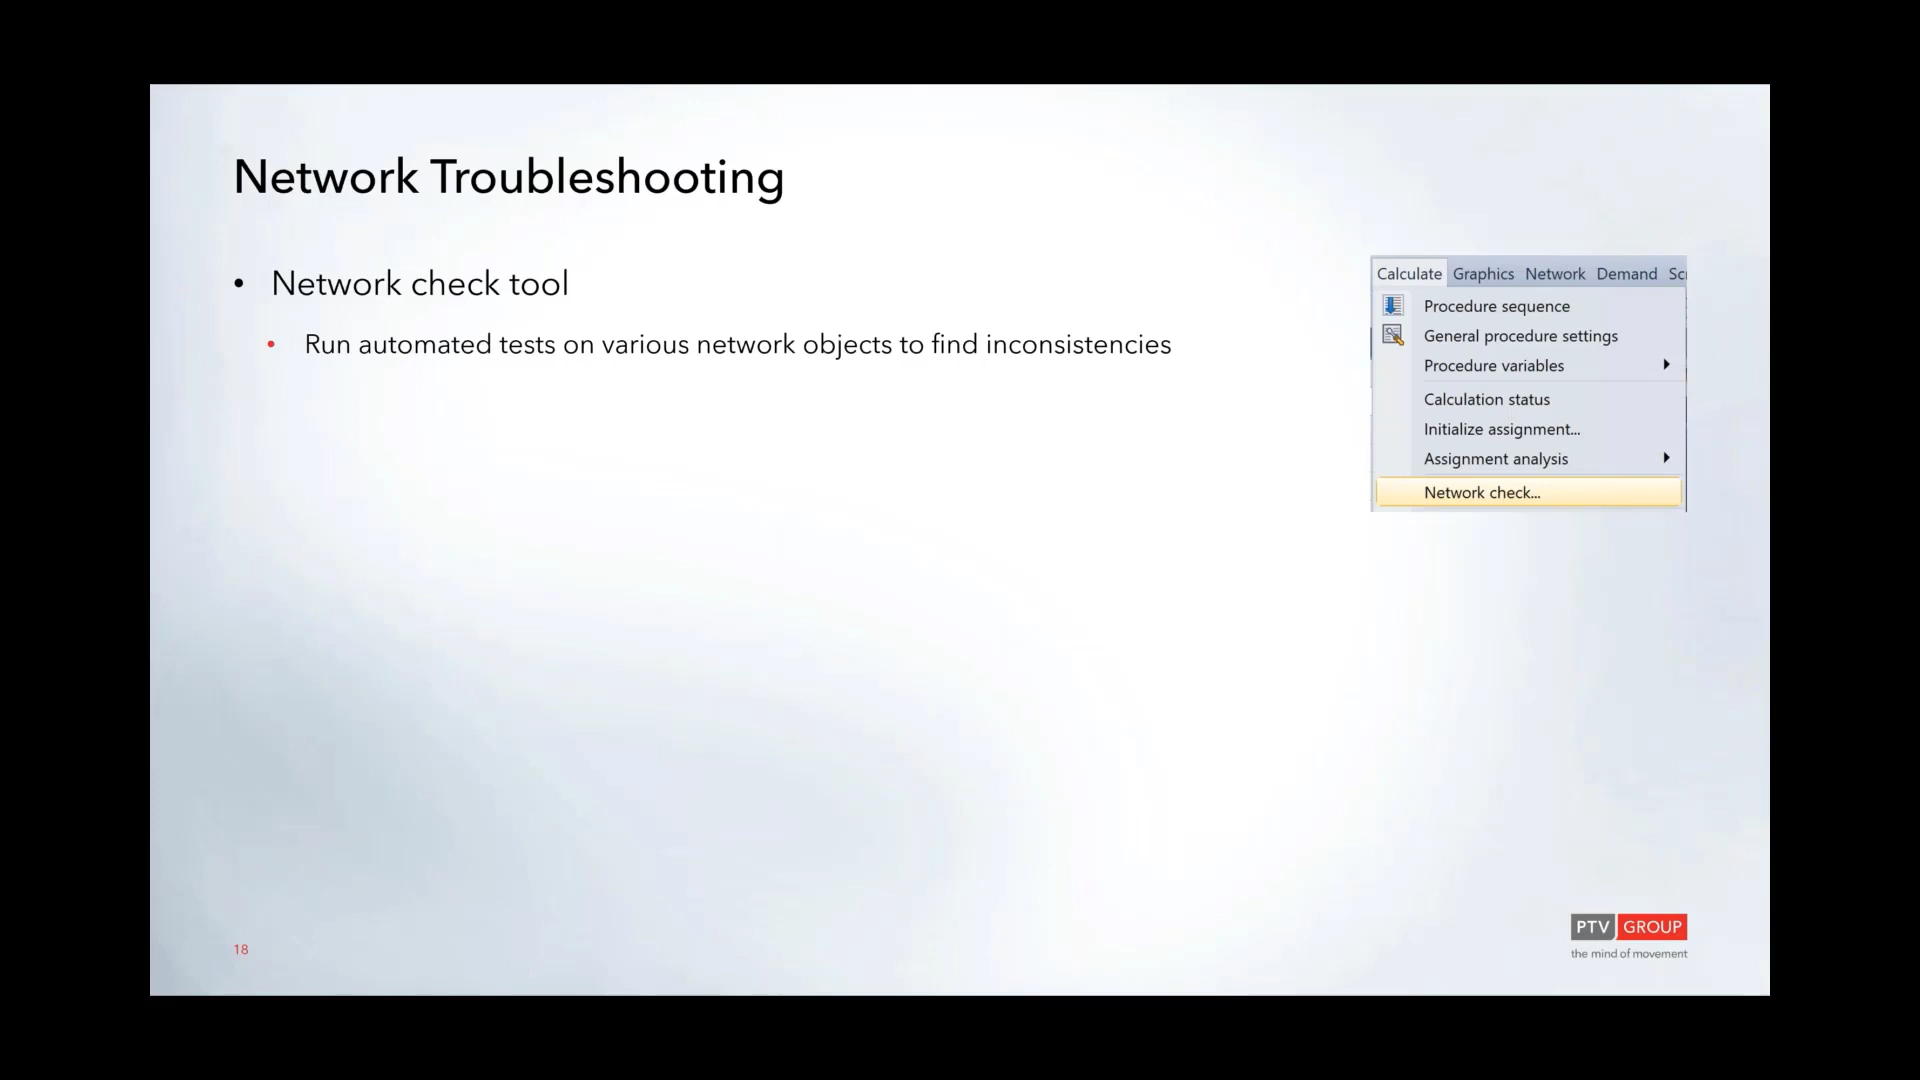 Network Troubleshooting
• Network check tool
• Run automated tests on various network objects to find inconsistencies
Calculate Graphics Network Demand
Procedure sequence
General procedure settings
Procedure variables
Calculation status
Initialize assignment...
Assignment analysis
Network check...
18
PTV GROUP
the mind of movement